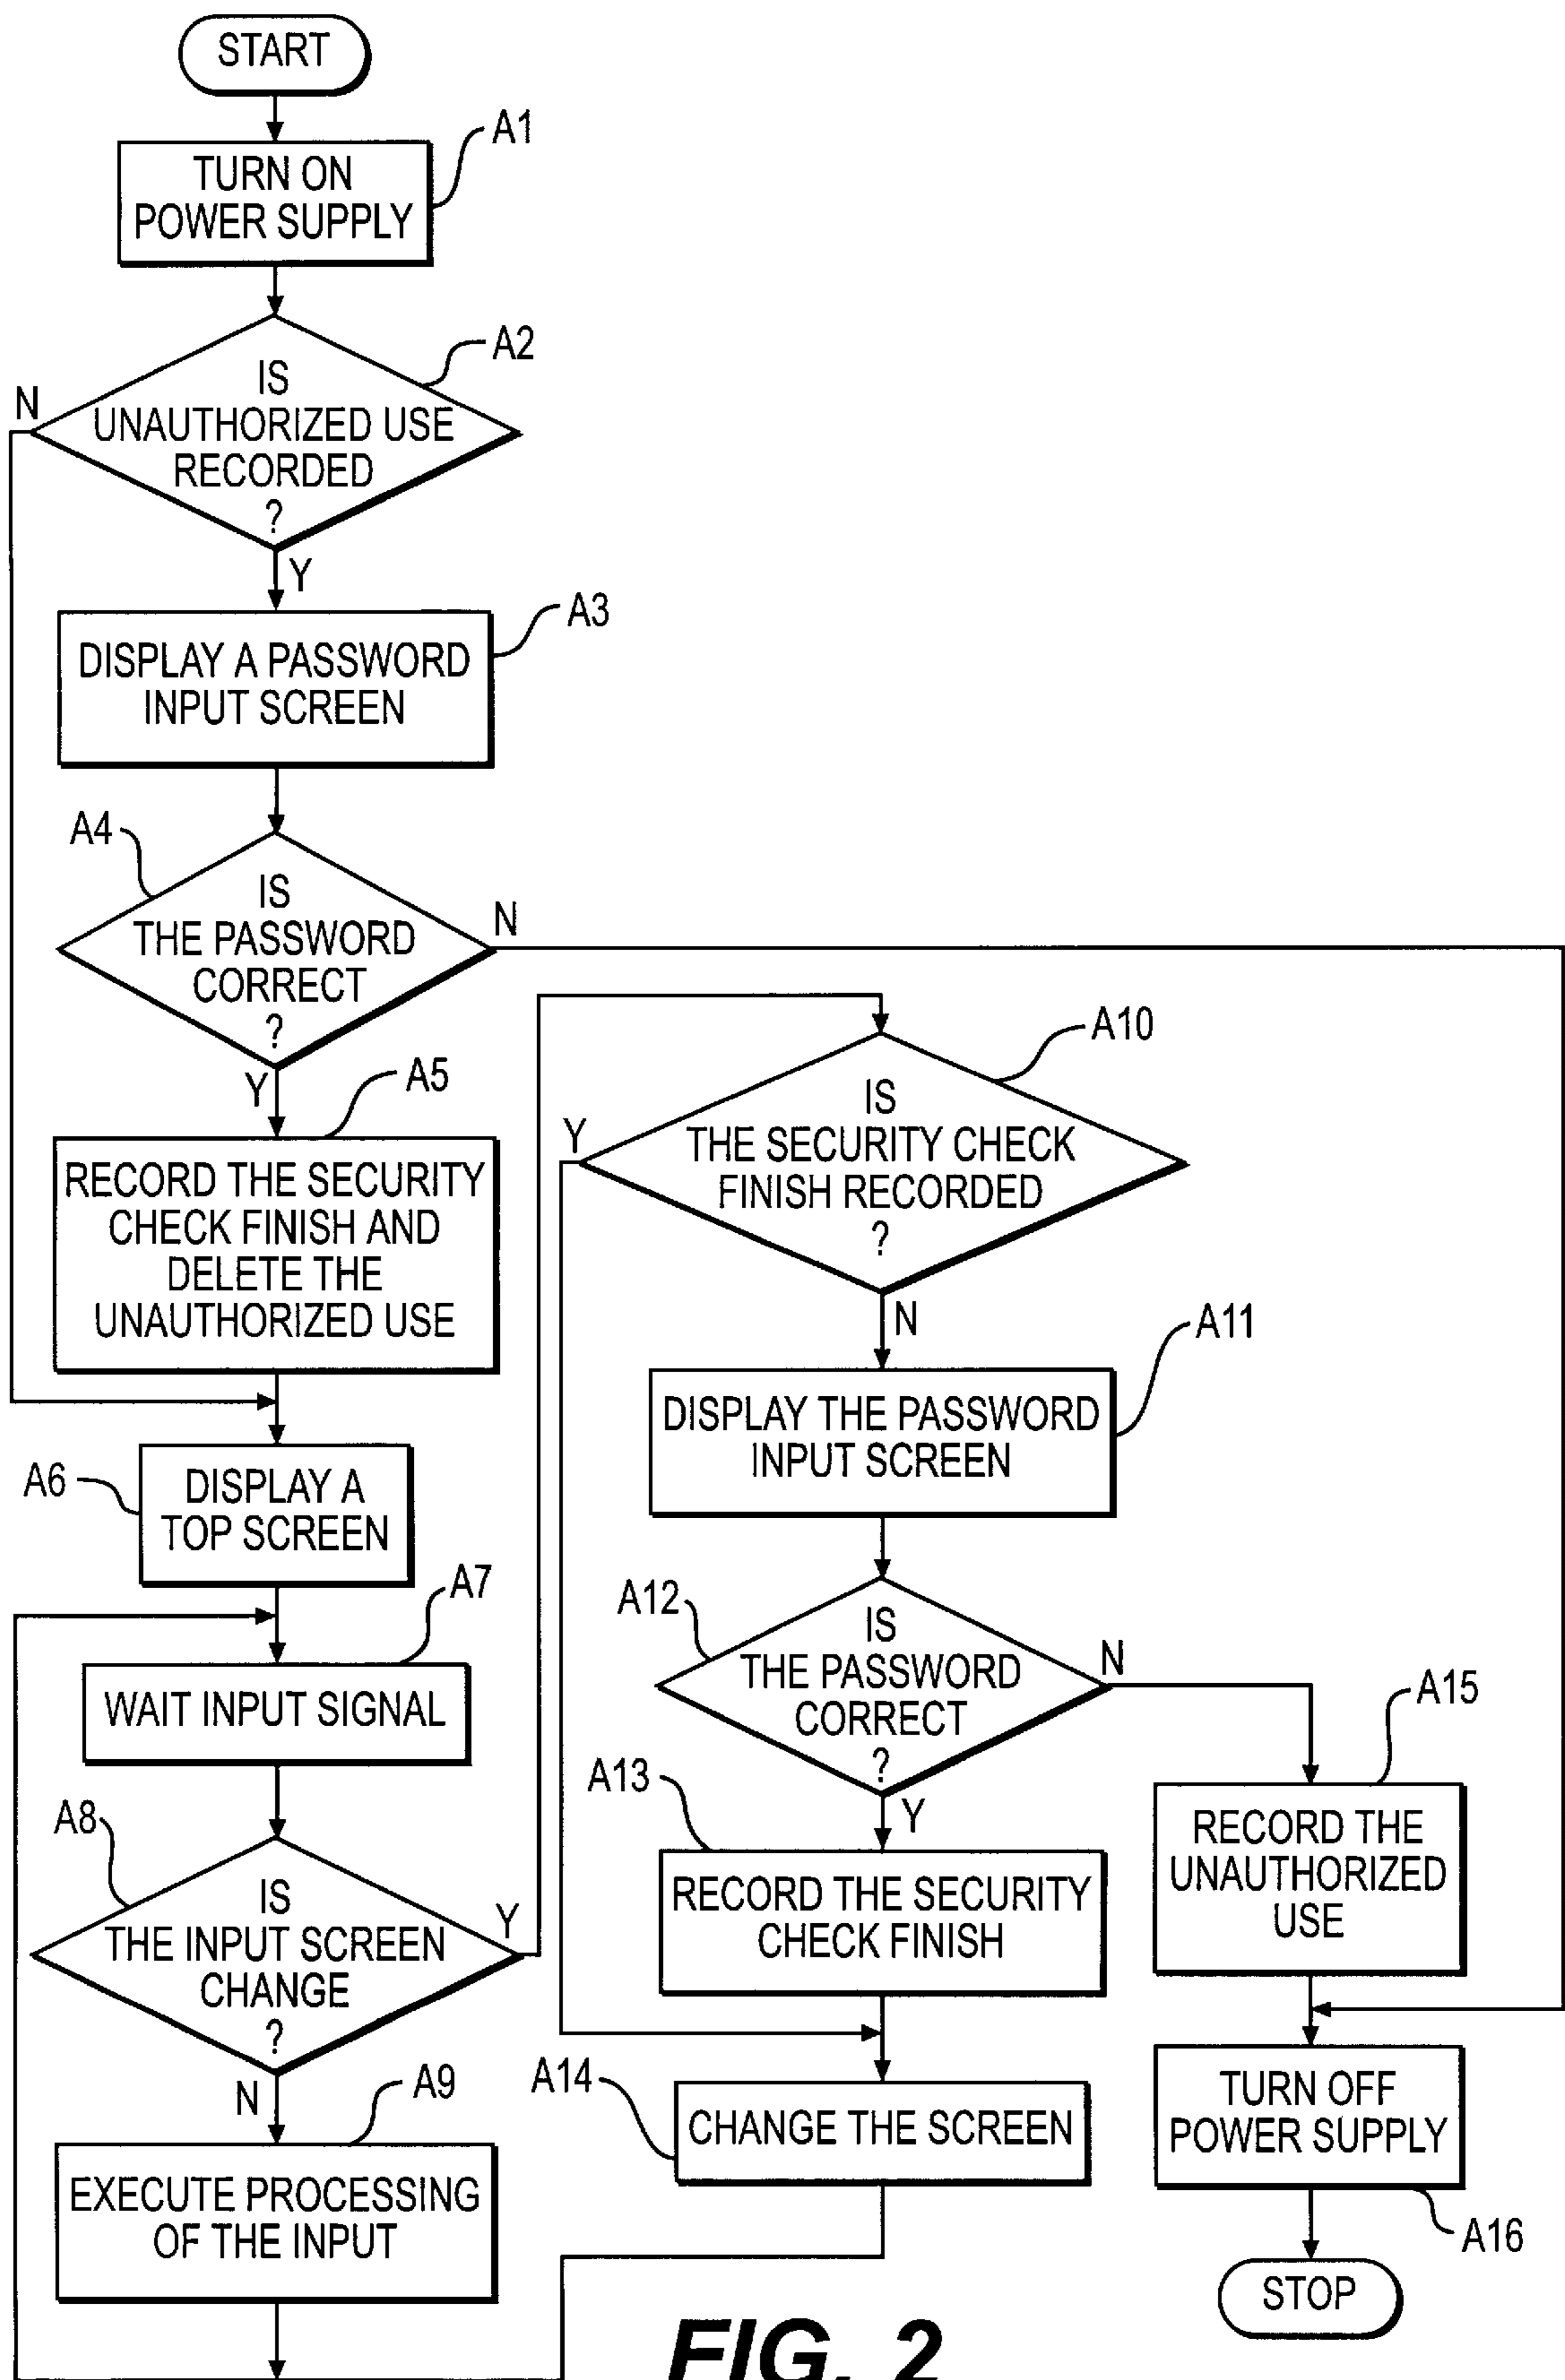 START
A1
TURN ON
POWER SUPPLY
A2
N
IS
UNAUTHORIZED USE
RECORDED
?
Y
A3
DISPLAY A PASSWORD
INPUT SCREEN
A4
IS
THE PASSWORD
CORRECT
?
N
Y
A5
RECORD THE SECURITY
CHECK FINISH AND
DELETE THE
UNAUTHORIZED USE
A6
DISPLAY A
TOP SCREEN
A7
WAIT INPUT SIGNAL
A8
IS
THE INPUT SCREEN
CHANGE
?
Y
N
A9
EXECUTE PROCESSING
OF THE INPUT
A10
IS
THE SECURITY CHECK
FINISH RECORDED
?
Y
N
A11
DISPLAY THE PASSWORD
INPUT SCREEN
A12
IS
THE PASSWORD
CORRECT
?
N
Y
A13
RECORD THE SECURITY
CHECK FINISH
A14
CHANGE THE SCREEN
A15
RECORD THE
UNAUTHORIZED
USE
TURN OFF
POWER SUPPLY
A16
STOP
FIG. 2